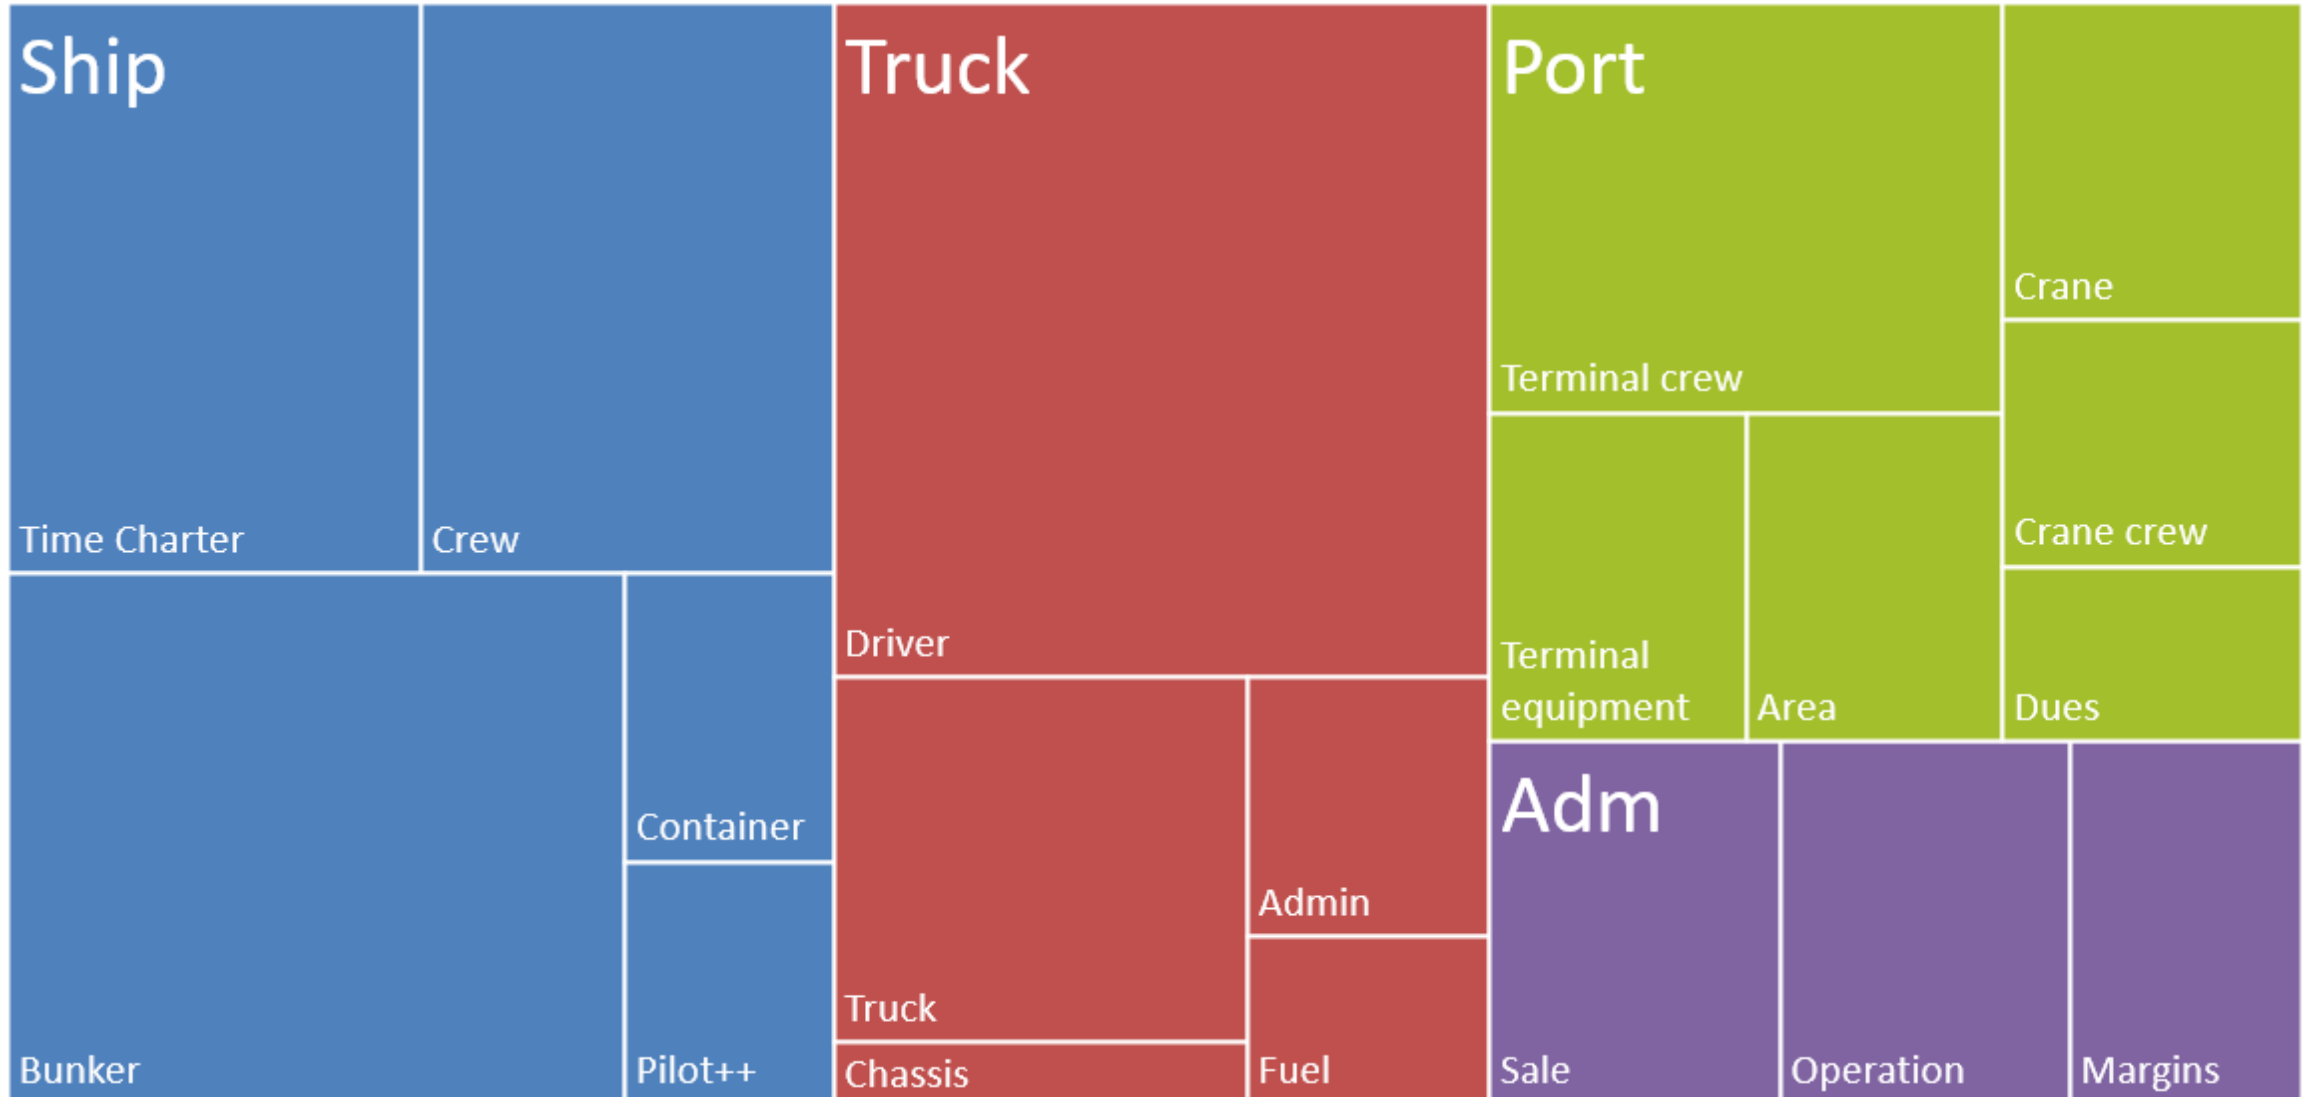 Ship
Time Charter
Crew
Bunker
Container
Pilot++
Truck
Driver
Truck
Chassis
Admin
Fuel
Port
Terminal crew
Terminal
equipment
Area
Crane
Crane crew
Dues
Adm
Sale
Operation
Margins